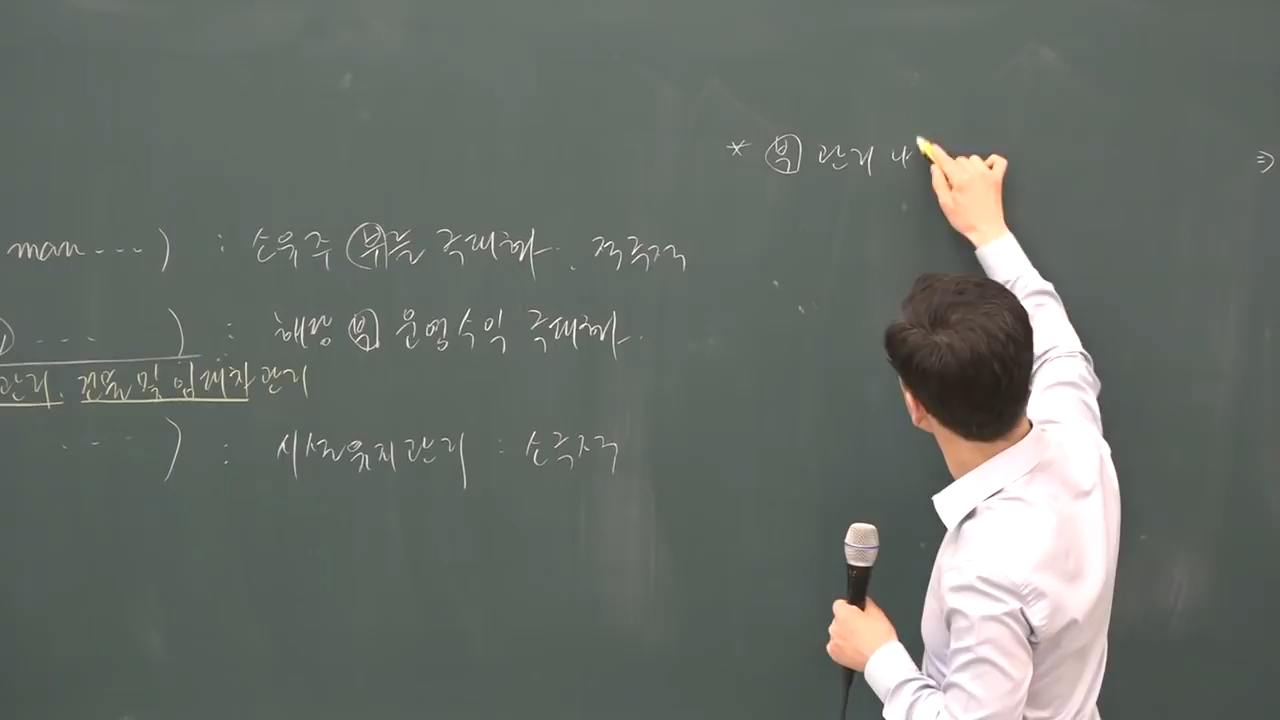 man ---) : 소유주 부를 극대화. 적극적
① --- ) : 해당 부 운영수익 극대화.
관리, 건물 및 임대차 관리
--- ) : 시설유지관리 : 소극적
* 부 관리 나
⇒